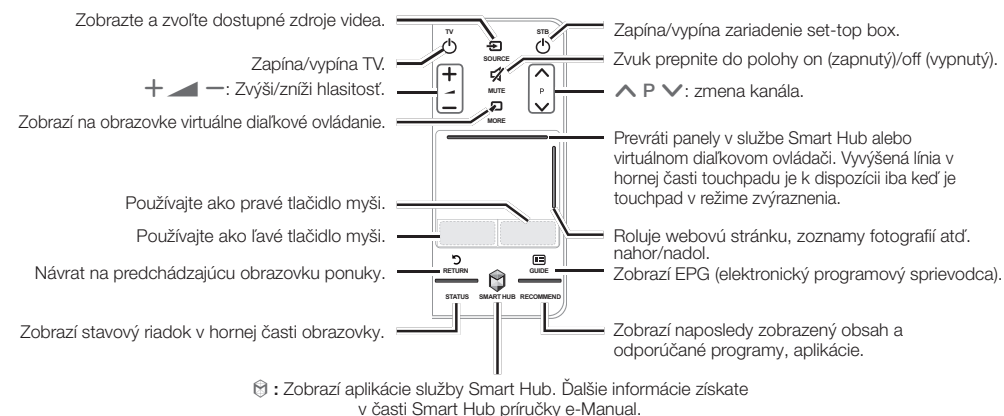 Zobrazte a zvoľte dostupné zdroje videa.
Zapína/vypína TV.
+ −: Zvýši/zníži hlasitosť.
Zobrazí na obrazovke virtuálne diaľkové ovládanie.
Používajte ako pravé tlačidlo myši.
Používajte ako ľavé tlačidlo myši.
Návrat na predchádzajúcu obrazovku ponuky.
Zobrazí stavový riadok v hornej časti obrazovky.
TV
STB
SOURCE
MUTE
P
MORE
RETURN
GUIDE
STATUS
SMART HUB
RECOMMEND
Zapína/vypína zariadenie set-top box.
Zvuk prepnite do polohy on (zapnutý)/off (vypnutý).
P : zmena kanála.
Prevráti panely v službe Smart Hub alebo
virtuálnom diaľkovom ovládači. Vyvýšená línia v
hornej časti touchpadu je k dispozícii iba keď je
touchpad v režime zvýraznenia.
Roluje webovú stránku, zoznamy fotografií atď.
nahor/nadol.
Zobrazí EPG (elektronický programový sprievodca).
Zobrazí naposledy zobrazený obsah a
odporúčané programy, aplikácie.
: Zobrazí aplikácie služby Smart Hub. Ďalšie informácie získate
v časti Smart Hub príručky e-Manual.